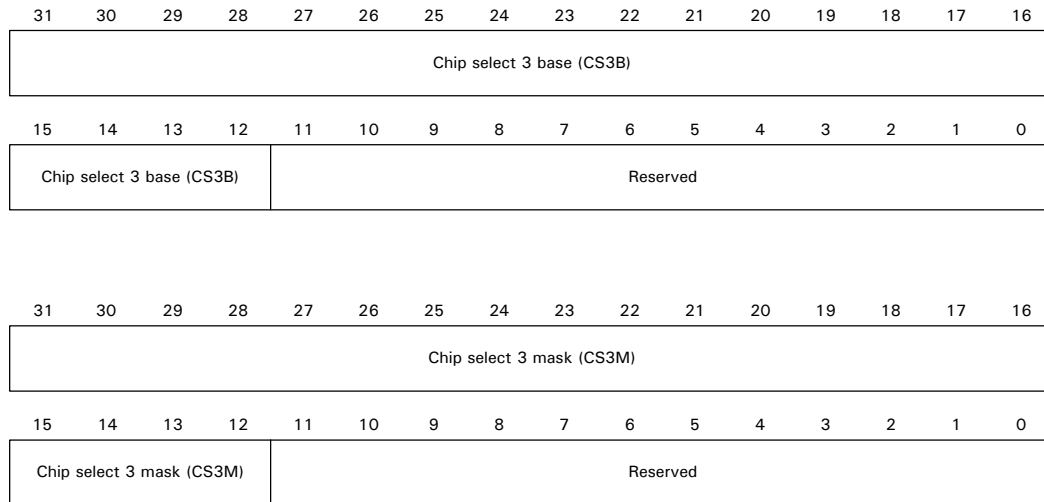 31 30 29 28 27 26 25 24 23 22 21 20 19 18 17 16
Chip select 3 base (CS3B)
15 14 13 12 11 10 9 8 7 6 5 4 3 2 1 0
Chip select 3 base (CS3B) Reserved
31 30 29 28 27 26 25 24 23 22 21 20 19 18 17 16
Chip select 3 mask (CS3M)
15 14 13 12 11 10 9 8 7 6 5 4 3 2 1 0
Chip select 3 mask (CS3M) Reserved